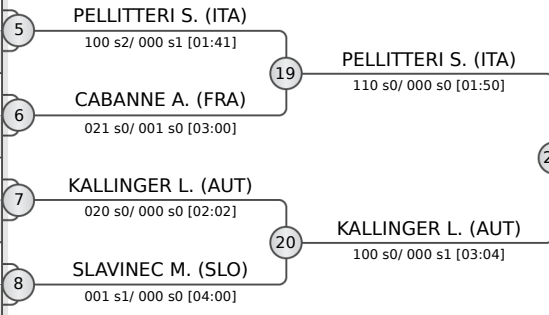 5
PELLITTERI S. (ITA)
100 s2/ 000 s1 [01:41]
19
PELLITTERI S. (ITA)
110 s0/ 000 s0 [01:50]
6
CABANNE A. (FRA)
021 s0/ 001 s0 [03:00]
7
KALLINGER L. (AUT)
020 s0/ 000 s0 [02:02]
20
KALLINGER L. (AUT)
100 s0/ 000 s1 [03:04]
8
SLAVINEC M. (SLO)
001 s1/ 000 s0 [04:00]